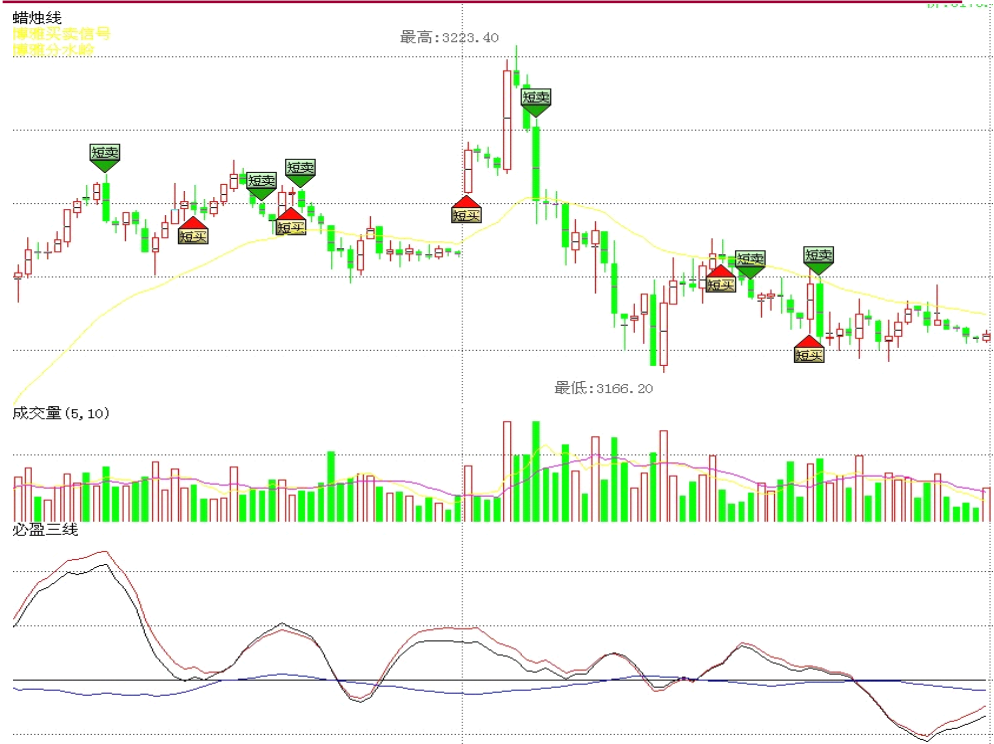 蜡烛线
博雅买卖信号
博雅分水岭
最高:3223.40
短卖
短卖
短卖
短卖
短买
短买
短买
短卖
短卖
短买
短买
最低:3166.20
成交量(5,10)
必盈三线